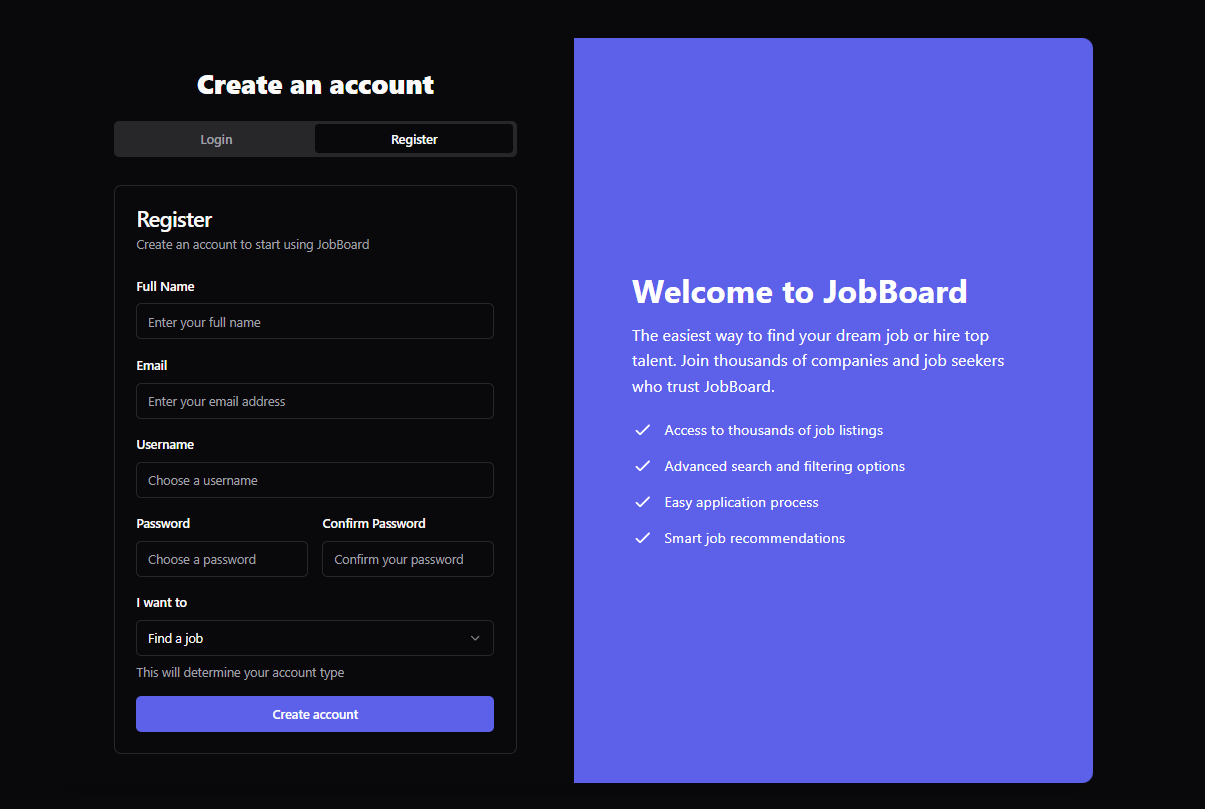 Create an account
Login
Register
Register
Create an account to start using JobBoard
Full Name
Enter your full name
Email
Enter your email address
Username
Choose a username
Password
Confirm Password
Choose a password
Confirm your password
I want to
Find a job
This will determine your account type
Create account
Welcome to JobBoard
The easiest way to find your dream job or hire top
talent. Join thousands of companies and job seekers
who trust JobBoard.
Access to thousands of job listings
Advanced search and filtering options
Easy application process
Smart job recommendations